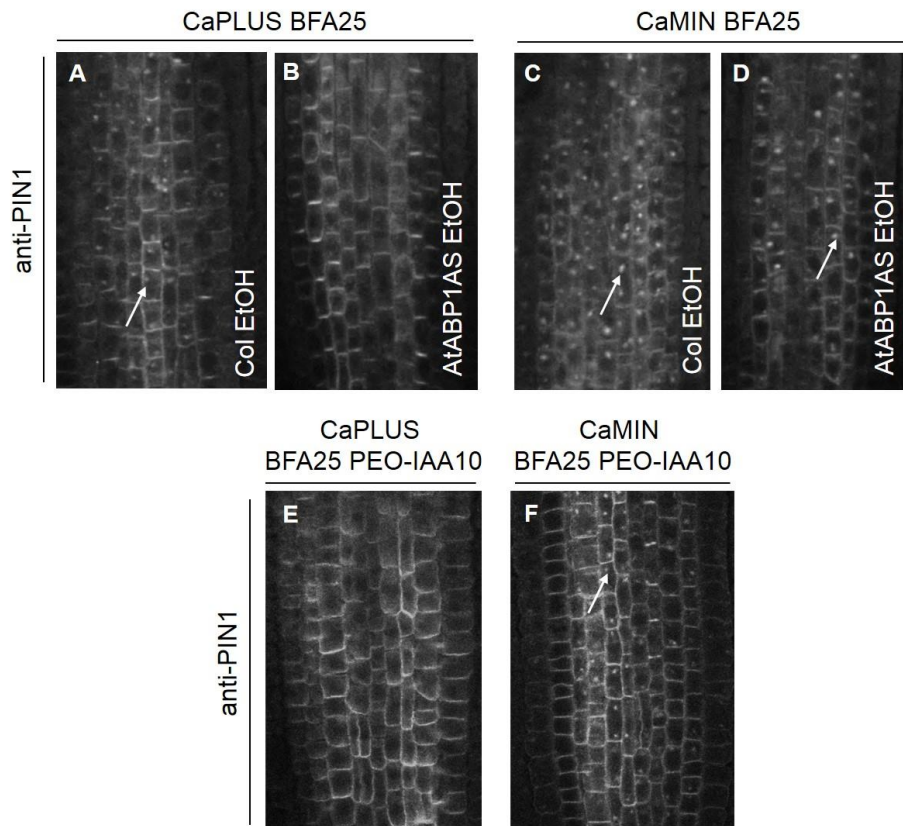 CaPLUS BFA25
CaMIN BFA25
anti-PIN1
A
Col EtOH
B
AtABP1AS EtOH
C
Col EtOH
D
AtABP1AS EtOH
CaPLUS
BFA25 PEO-IAA10
CaMIN
BFA25 PEO-IAA10
anti-PIN1
E
F